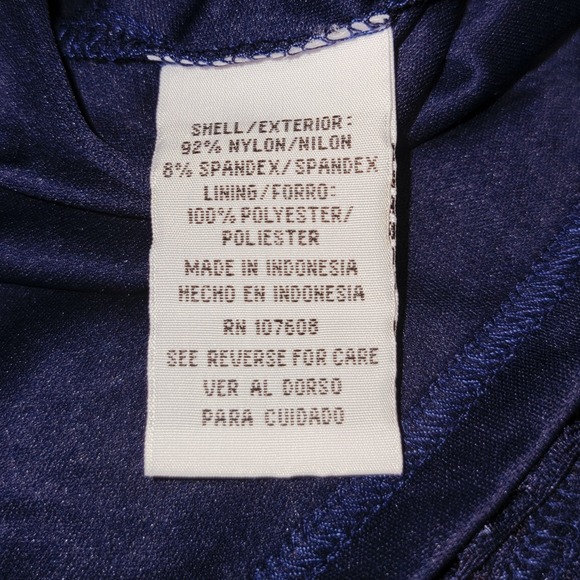 SHELL/EXTERIOR:
92% NYLON/NILON
8% SPANDEX/SPANDEX
LINING/FORRO:
100% POLYESTER/
POLIESTER
MADE IN INDONESIA
HECHO EN INDONESIA
RN 107608
SEE REVERSE FOR CARE
VER AL DORSO
PARA CUIDADO